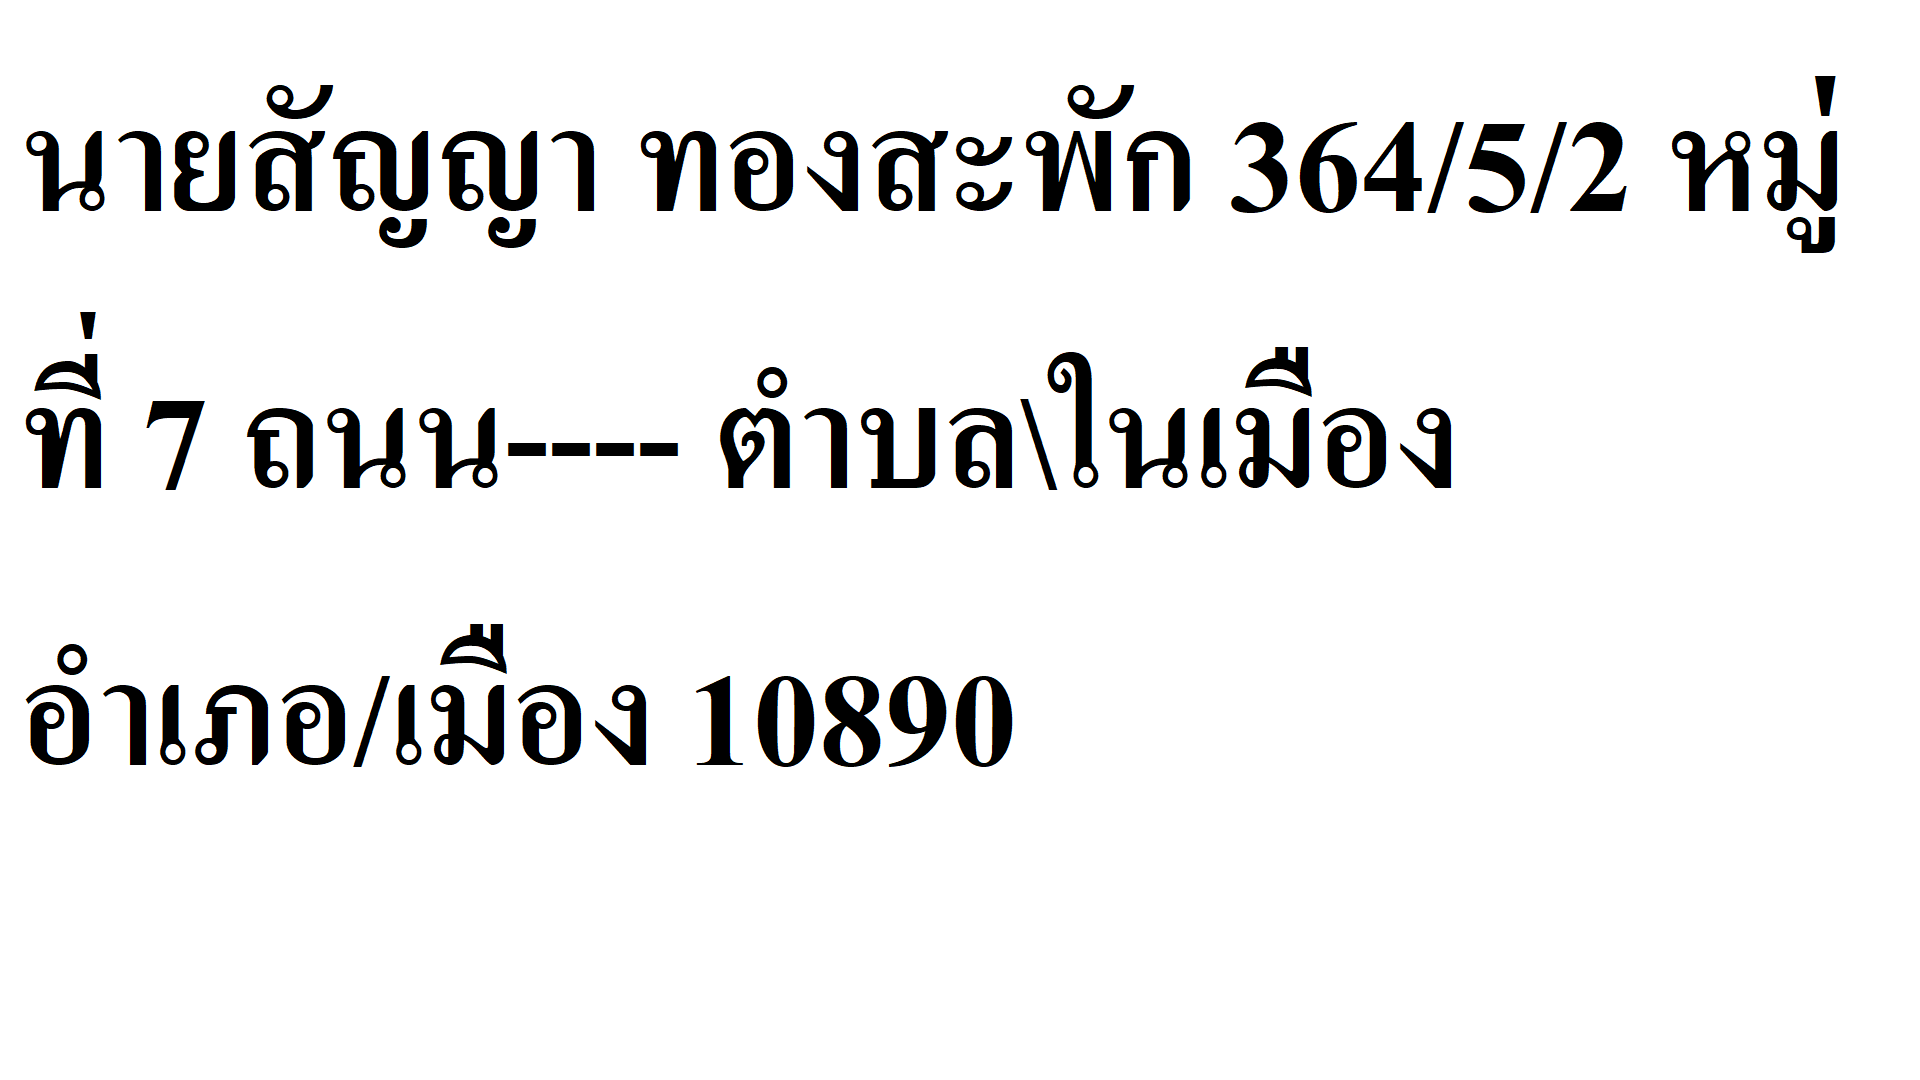 นายสัญญา ทองสะพัก 364/5/2 หมู่
ที่ 7 ถนน---- ตำบล\ในเมือง
อำเภอ/เมือง 10890